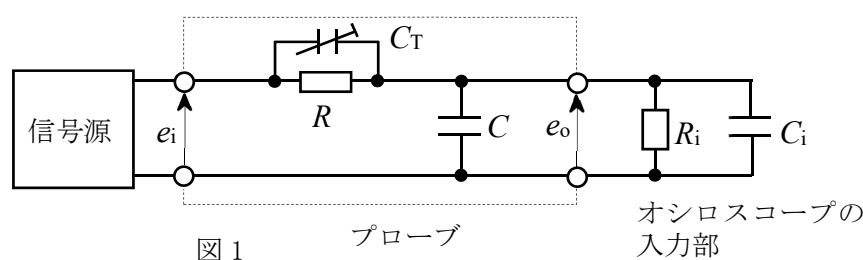 C_T
信号源
e_i
R
C
e_o
R_i
C_i
プローブ
オシロスコープの
入力部
図1